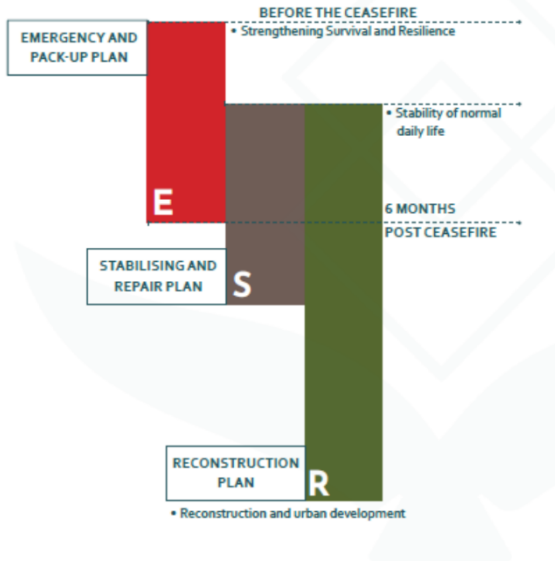 BEFORE THE CEASEFIRE
• Strengthening Survival and Resilience
EMERGENCY AND
PACK-UP PLAN
• Stability of normal
daily life
E
6 MONTHS
POST CEASEFIRE
STABILISING AND
REPAIR PLAN
S
RECONSTRUCTION
PLAN
R
• Reconstruction and urban development